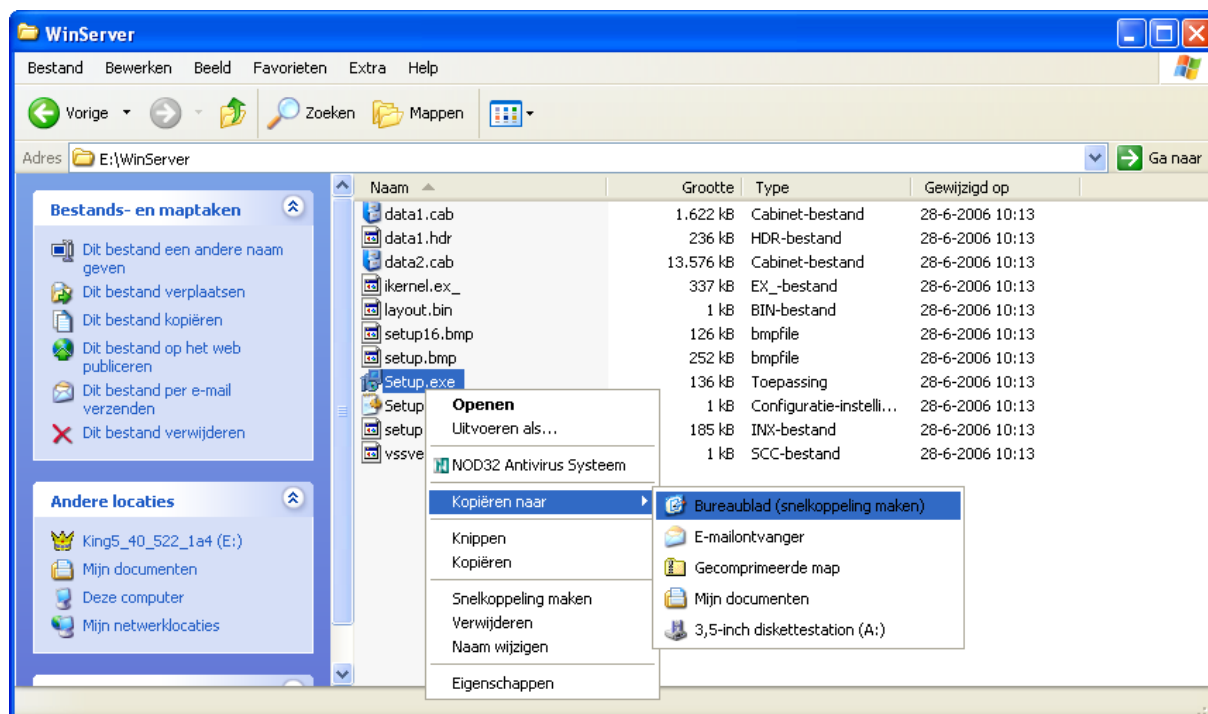 WinServer
Bestand Bewerken Beeld Favorieten Extra Help
Vorige Zoeken Mappen
Adres E:\WinServer Ga naar
Bestands- en maptaken
Dit bestand een andere naam
geven
Dit bestand verplaatsen
Dit bestand kopiëren
Dit bestand op het web
publiceren
Dit bestand per e-mail
verzenden
Dit bestand verwijderen
Andere locaties
King5_40_522_1a4 (E:)
Mijn documenten
Deze computer
Mijn netwerklocaties
Naam Grootte Type Gewijzigd op
data1.cab 1.622 kB Cabinet-bestand 28-6-2006 10:13
data1.hdr 236 kB HDR-bestand 28-6-2006 10:13
data2.cab 13.576 kB Cabinet-bestand 28-6-2006 10:13
ikernel.ex_ 337 kB EX_-bestand 28-6-2006 10:13
layout.bin 1 kB BIN-bestand 28-6-2006 10:13
setup16.bmp 126 kB bmpfile 28-6-2006 10:13
setup.bmp 252 kB bmpfile 28-6-2006 10:13
Setup.exe 136 kB Toepassing 28-6-2006 10:13
Setup 1 kB Configuratie-instelli... 28-6-2006 10:13
setup 185 kB INX-bestand 28-6-2006 10:13
vssve 1 kB SCC-bestand 28-6-2006 10:13
Openen
Uitvoeren als...
NOD32 Antivirus Systeem
Kopiëren naar
Knippen
Kopiëren
Snelkoppeling maken
Verwijderen
Naam wijzigen
Eigenschappen
Bureaublad (snelkoppeling maken)
E-mailontvanger
Gecomprimeerde map
Mijn documenten
3,5-inch diskettestation (A:)